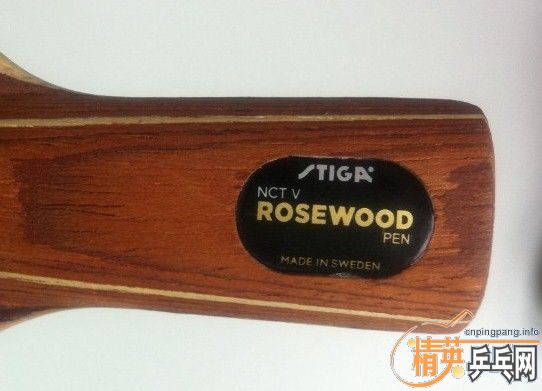 STIGA
NCT V
ROSEWOOD
PEN
MADE IN SWEDEN
cnpingpang.info
精英乒乓网